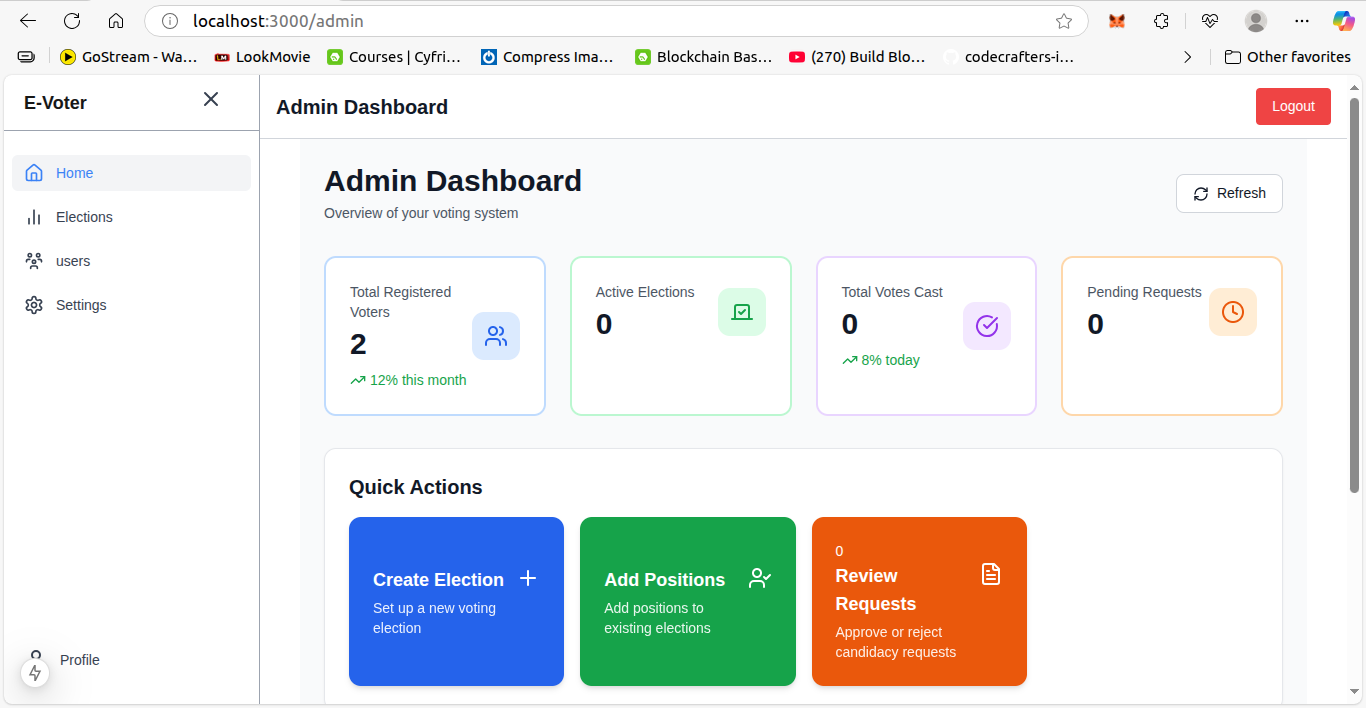 localhost:3000/admin
GoStream - Wa...
LM
LookMovie
Courses | Cyfri...
Compress Ima...
Blockchain Bas...
(270) Build Blo...
codecrafters-i...
Other favorites
E-Voter
Admin Dashboard
Logout
Home
Elections
users
Settings
Profile
Admin Dashboard
Overview of your voting system
Refresh
Total Registered
Voters
2
12% this month
Active Elections
0
Total Votes Cast
0
8% today
Pending Requests
0
Quick Actions
Create Election
Set up a new voting
election
Add Positions
Add positions to
existing elections
0
Review
Requests
Approve or reject
candidacy requests